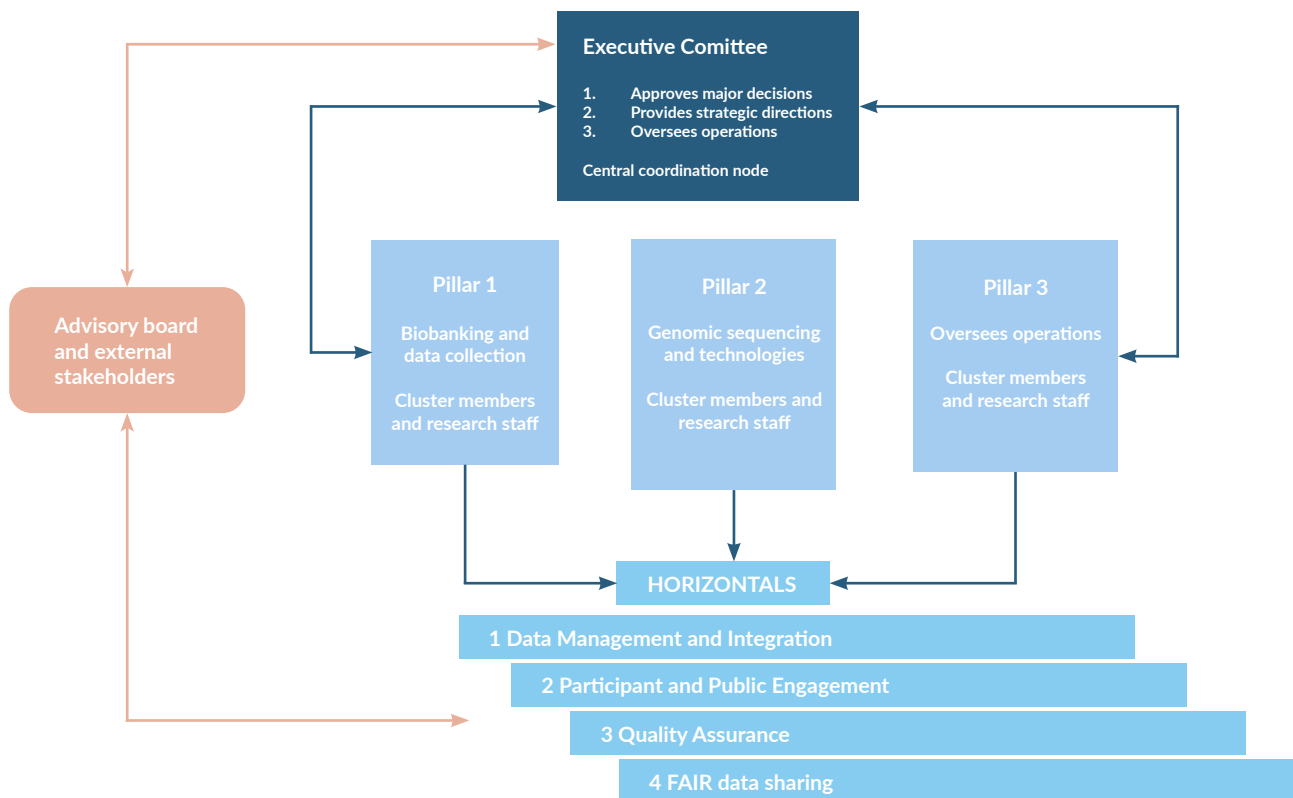 Executive Comittee
1. Approves major decisions
2. Provides strategic directions
3. Oversees operations
Central coordination node
Advisory board
and external
stakeholders
Pillar 1
Biobanking and
data collection
Cluster members
and research staff
Pillar 2
Genomic sequencing
and technologies
Cluster members and
research staff
Pillar 3
Oversees operations
Cluster members
and research staff
HORIZONTALS
1 Data Management and Integration
2 Participant and Public Engagement
3 Quality Assurance
4 FAIR data sharing